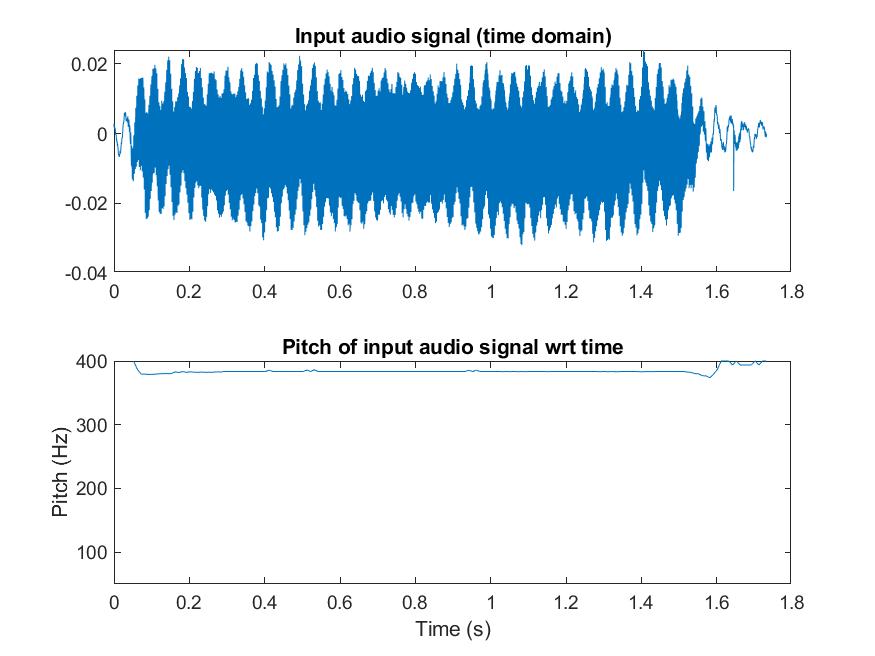 Input audio signal (time domain)
0.02
0
-0.02
-0.04
0 0.2 0.4 0.6 0.8 1 1.2 1.4 1.6 1.8
Pitch of input audio signal wrt time
400
300
200
100
Pitch (Hz)
0 0.2 0.4 0.6 0.8 1 1.2 1.4 1.6 1.8
Time (s)